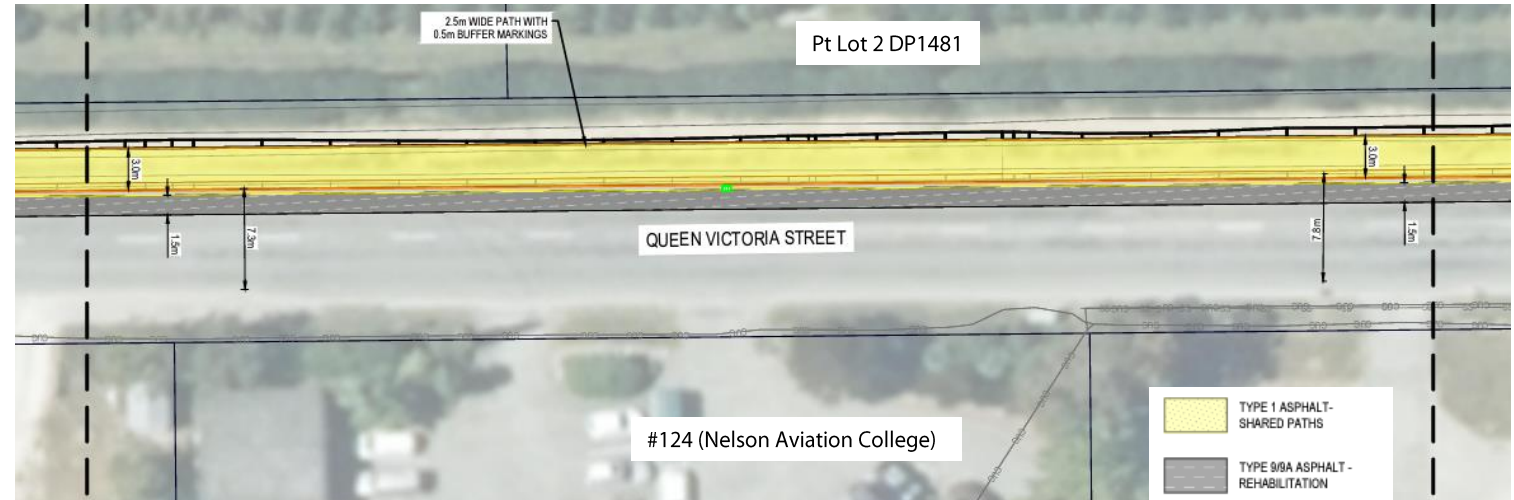 2.5m WIDE PATH WITH
0.5m BUFFER MARKINGS
Pt Lot 2 DP1481
3.0m
3.0m
1.5m
7.3m
QUEEN VICTORIA STREET
7.8m
1.5m
#124 (Nelson Aviation College)
TYPE 1 ASPHALT-
SHARED PATHS
TYPE 9/9A ASPHALT -
REHABILITATION